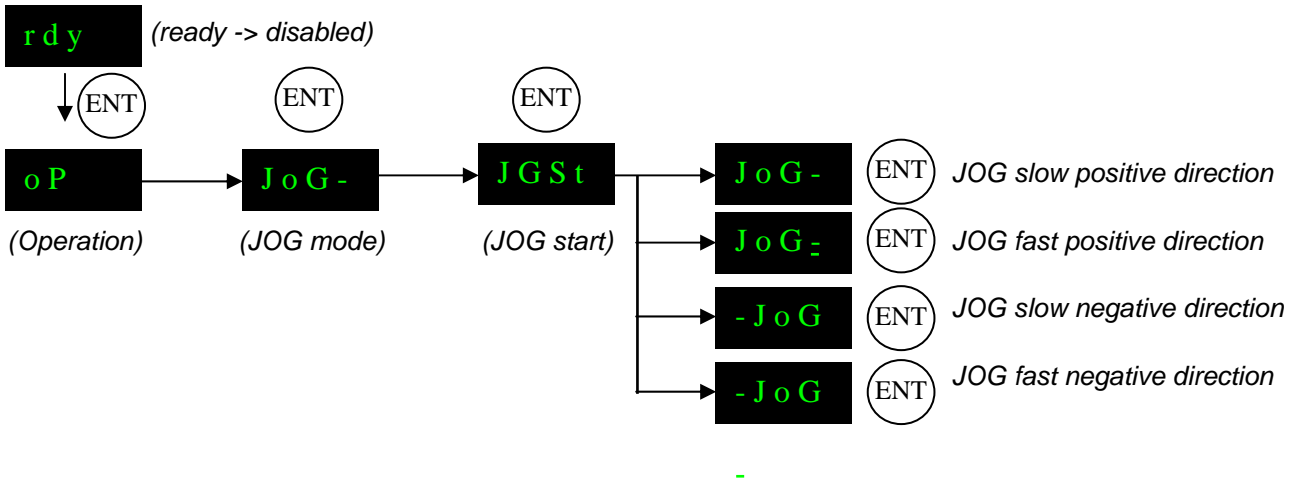 r d y (ready -> disabled)
ENT ENT ENT
o P J o G - J G S t J o G - ENT JOG slow positive direction
(Operation) (JOG mode) (JOG start) J o G - ENT JOG fast positive direction
- J o G ENT JOG slow negative direction
- J o G ENT JOG fast negative direction
-